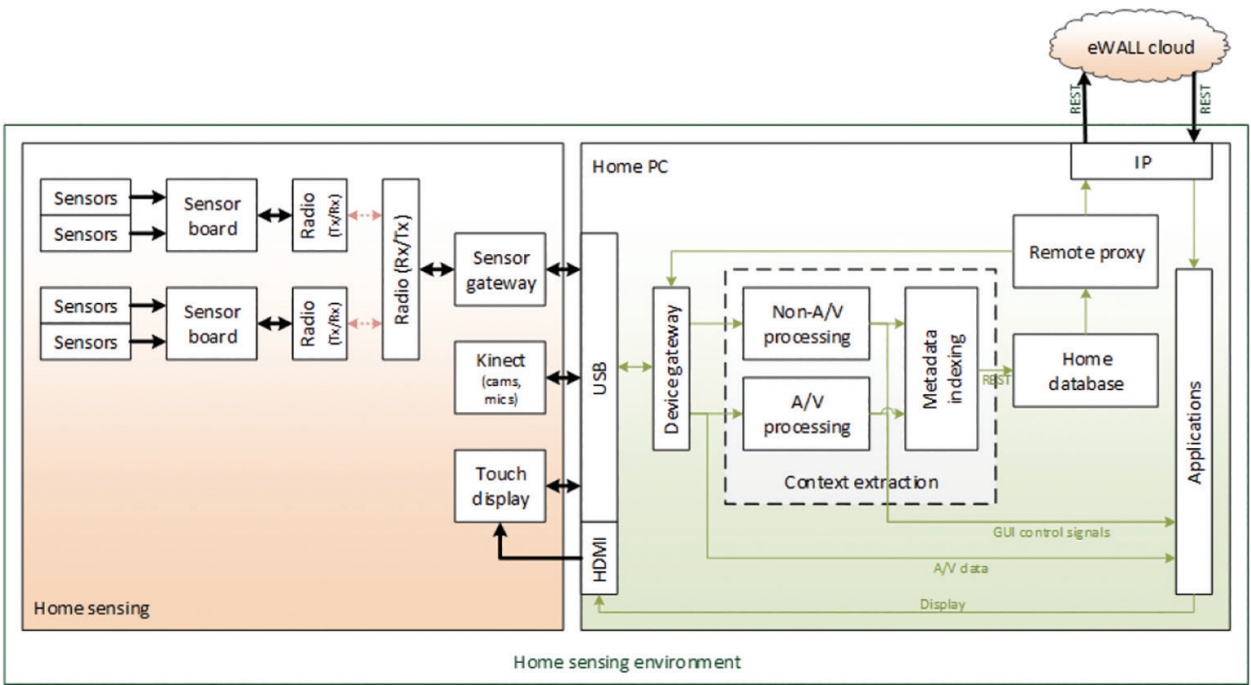 eWALL cloud
REST
REST
Home PC
IP
Sensors
Sensors
Sensor
board
Radio
(Tx/Rx)
Radio (Rx/Tx)
Sensor
gateway
Sensors
Sensors
Sensor
board
Radio
(Tx/Rx)
Kinect
(cams,
mics)
Touch
display
USB
HDMI
Device gateway
Non-A/V
processing
A/V
processing
Metadata
indexing
Context extraction
REST
Remote proxy
Home
database
Applications
GUI control signals
A/V data
Display
Home sensing
Home sensing environment